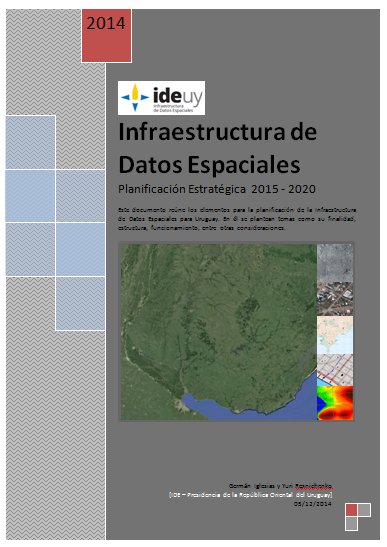 2014
ideuy
Infraestructura
de Datos Espaciales
Infraestructura de
Datos Espaciales
Planificación Estratégica 2015 - 2020
Este documento reúne los elementos para la planificación de la Infraestructura
de Datos Espaciales para Uruguay. En él se plantean temas como su finalidad,
estructura, funcionamiento, entre otras consideraciones.
Germán Iglesias y Yuri Resnichenko
[IDE – Presidencia de la República Oriental del Uruguay]
05/12/2014